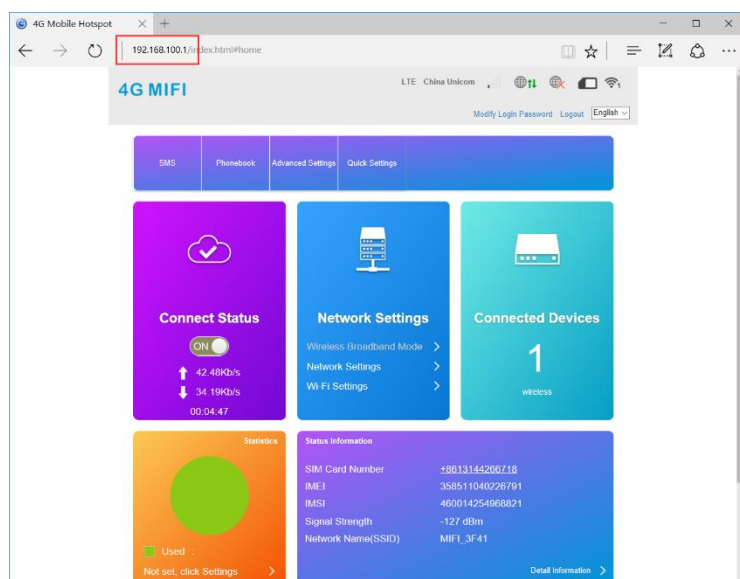 4G Mobile Hotspot
192.168.100.1/index.html#home
4G MIFI
LTE China Unicom
1
Modify Login Password Logout English
SMS Phonebook Advanced Settings Quick Settings
Connect Status
ON
42.48Kb/s
34.19Kb/s
00:04:47
Network Settings
Wireless Broadband Mode
Network Settings
Wi-Fi Settings
Connected Devices
1
wireless
Statistics
Used :
Not set, click Settings
Status Information
SIM Card Number +8613144266718
IMEI 358511040226791
IMSI 460014254968821
Signal Strength -127 dBm
Network Name(SSID) MIFI_3F41
Detail Information